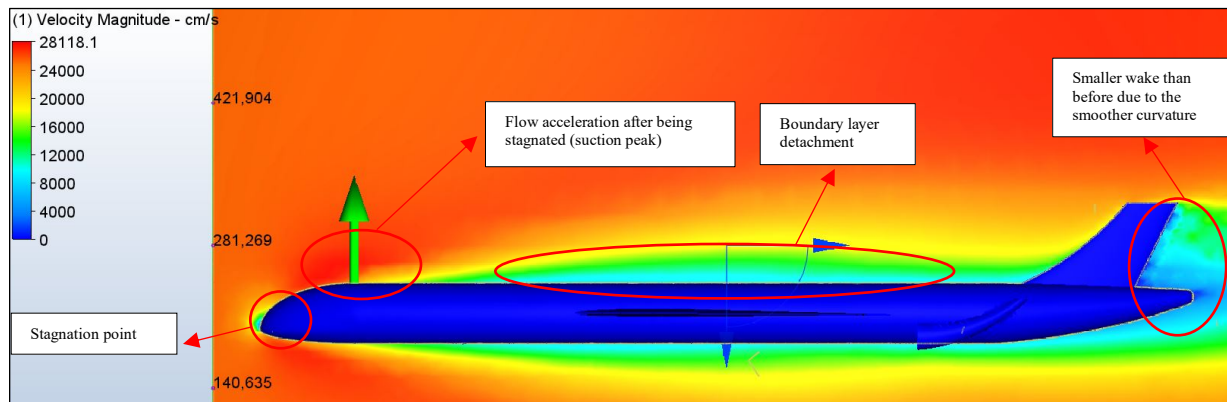 (1) Velocity Magnitude - cm/s
28118.1
24000
20000
16000
12000
8000
4000
0
421,904
281,269
140,635
Flow acceleration after being
stagnated (suction peak)
Boundary layer
detachment
Smaller wake than
before due to the
smoother curvature
Stagnation point